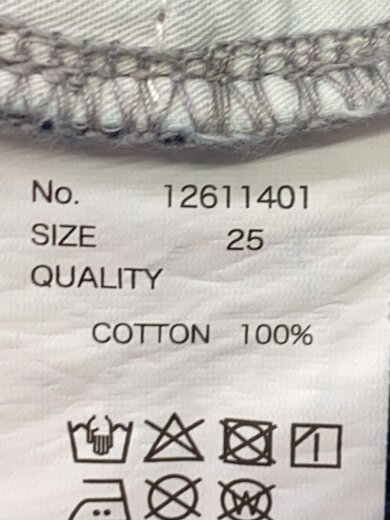 No. 12611401
SIZE 25
QUALITY
COTTON 100%
W